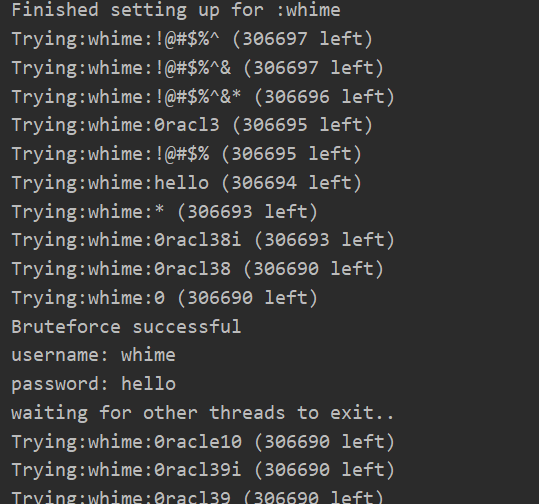 Finished setting up for :whime
Trying:whime:!@#$%^ (306697 left)
Trying:whime:!@#$%^& (306697 left)
Trying:whime:!@#$%^&* (306696 left)
Trying:whime:0racl3 (306695 left)
Trying:whime:!@#$% (306695 left)
Trying:whime:hello (306694 left)
Trying:whime:* (306693 left)
Trying:whime:0racl38i (306693 left)
Trying:whime:0racl38 (306690 left)
Trying:whime:0 (306690 left)
Bruteforce successful
username: whime
password: hello
waiting for other threads to exit..
Trying:whime:0racle10 (306690 left)
Trying:whime:0racl39i (306690 left)
Trying:whime:0racl39 (306690 left)